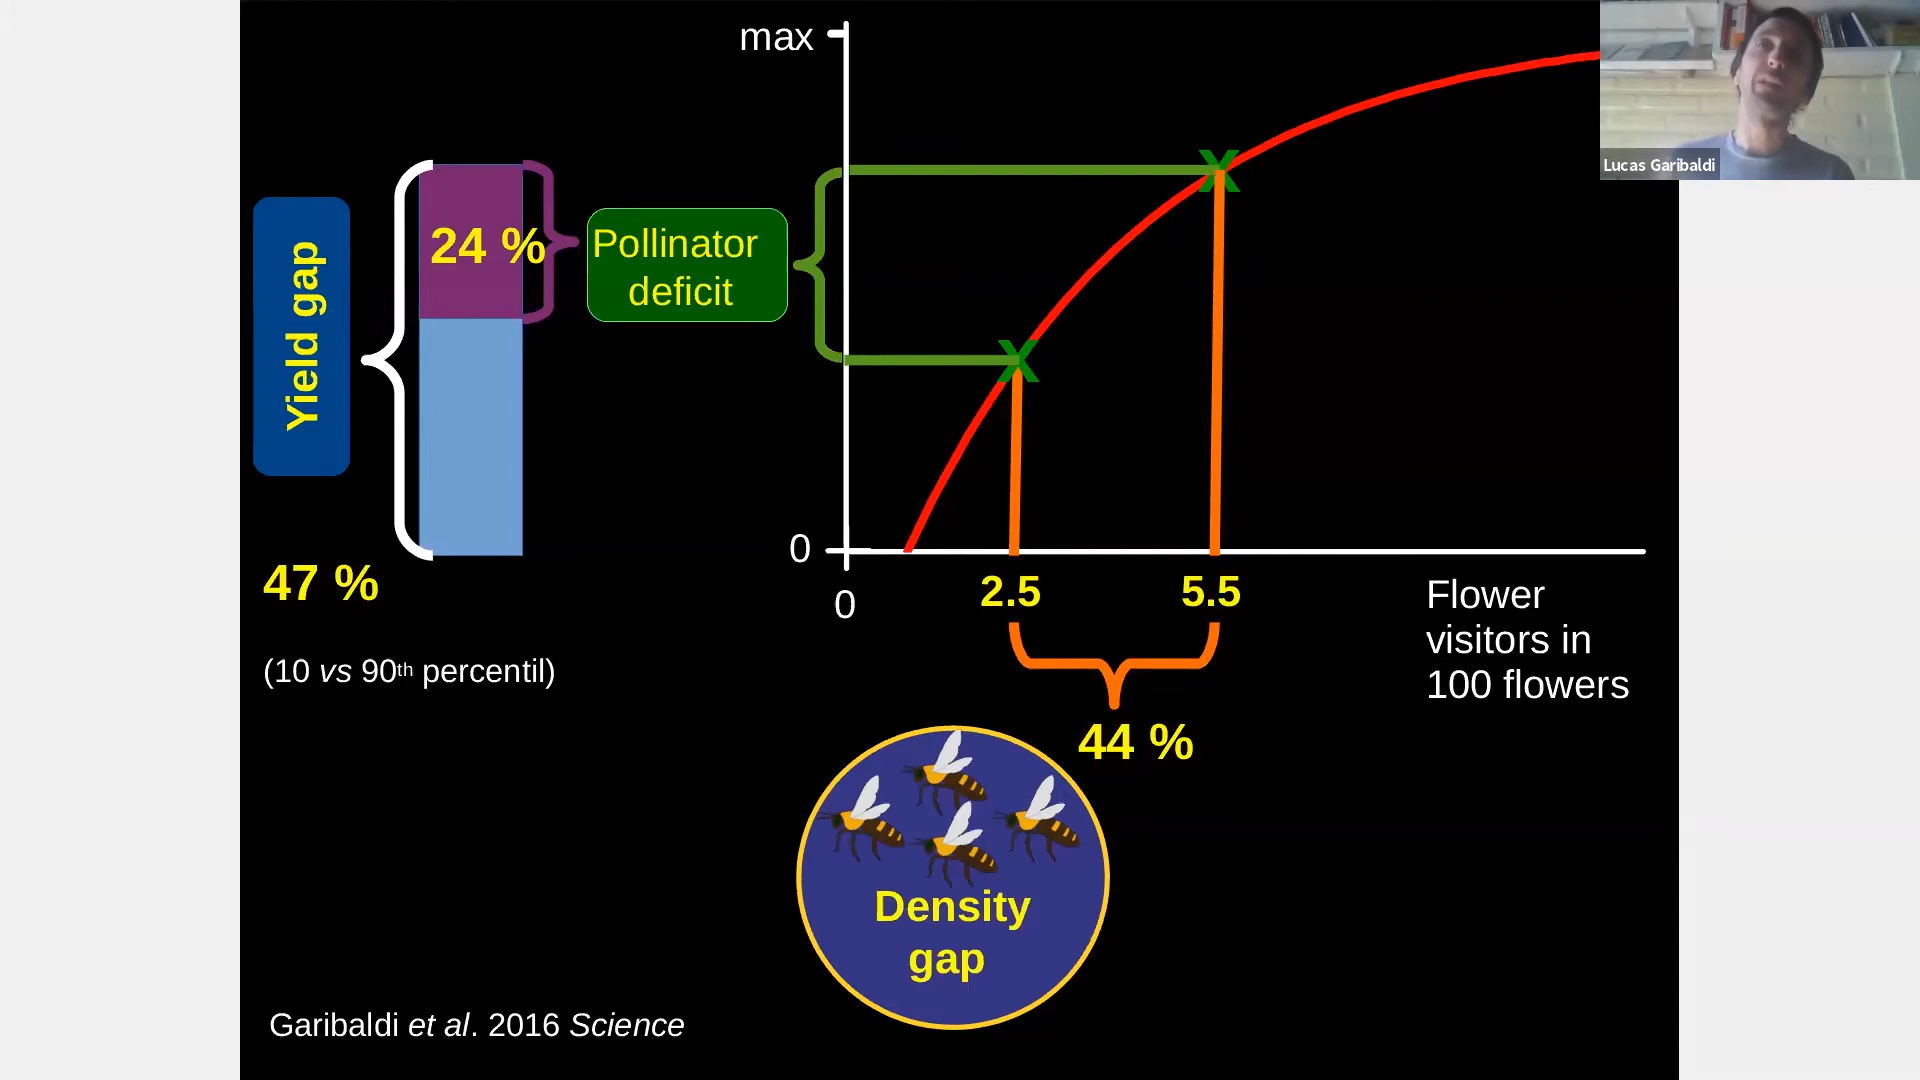 max
Lucas Garibaldi
24 %
Pollinator
deficit
Yield gap
0
47 %
0
2.5
5.5
Flower
visitors in
100 flowers
(10 vs 90th percentil)
44 %
Density
gap
Garibaldi et al. 2016 Science